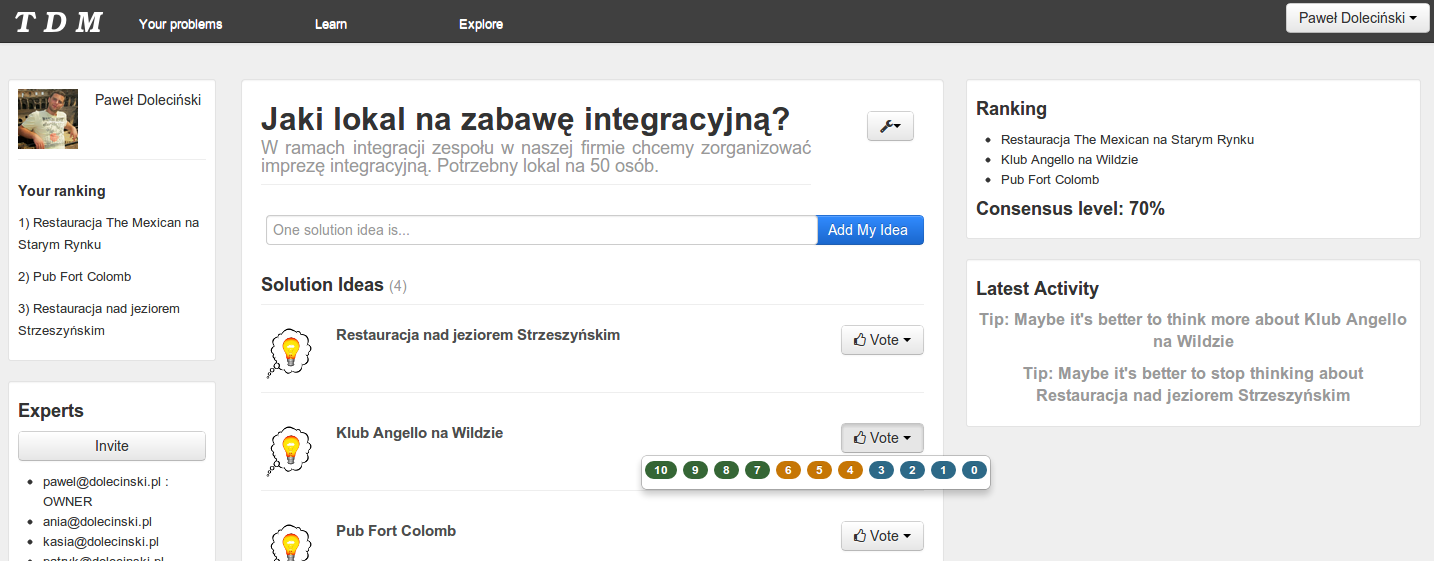 TDM
Your problems
Learn
Explore
Paweł Doleciński
Paweł Doleciński
Your ranking
1) Restauracja The Mexican na
Starym Rynku
2) Pub Fort Colomb
3) Restauracja nad jeziorem
Strzeszyńskim
Experts
Invite
pawel@dolecinski.pl :
OWNER
ania@dolecinski.pl
kasia@dolecinski.pl
patryk@dolecinski.pl
Jaki lokal na zabawę integracyjną?
W ramach integracji zespołu w naszej firmie chcemy zorganizować
imprezę integracyjną. Potrzebny lokal na 50 osób.
One solution idea is...
Add My Idea
Solution Ideas (4)
Restauracja nad jeziorem Strzeszyńskim
Vote
Klub Angello na Wildzie
Vote
10 9 8 7 6 5 4 3 2 1 0
Pub Fort Colomb
Vote
Ranking
Restauracja The Mexican na Starym Rynku
Klub Angello na Wildzie
Pub Fort Colomb
Consensus level: 70%
Latest Activity
Tip: Maybe it's better to think more about Klub Angello
na Wildzie
Tip: Maybe it's better to stop thinking about
Restauracja nad jeziorem Strzeszyńskim